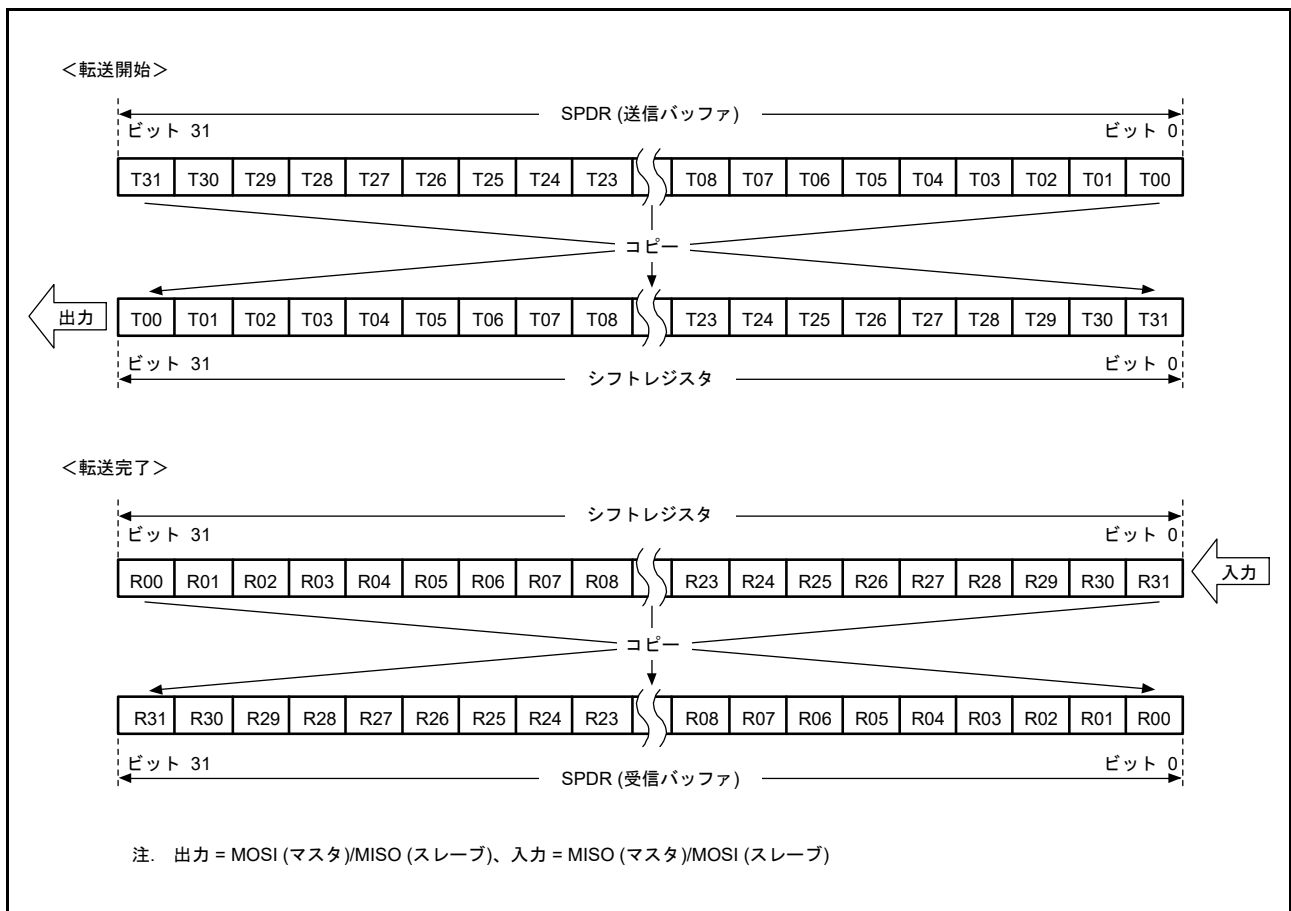 ＜転送開始＞
SPDR (送信バッファ)
ビット 31 ビット 0
T31 T30 T29 T28 T27 T26 T25 T24 T23 T08 T07 T06 T05 T04 T03 T02 T01 T00
コピー
出力 T00 T01 T02 T03 T04 T05 T06 T07 T08 T23 T24 T25 T26 T27 T28 T29 T30 T31
ビット 31 ビット 0
シフトレジスタ
＜転送完了＞
シフトレジスタ
ビット 31 ビット 0
R00 R01 R02 R03 R04 R05 R06 R07 R08 R23 R24 R25 R26 R27 R28 R29 R30 R31 入力
コピー
R31 R30 R29 R28 R27 R26 R25 R24 R23 R08 R07 R06 R05 R04 R03 R02 R01 R00
ビット 31 ビット 0
SPDR (受信バッファ)
注. 出力 = MOSI (マスタ)/MISO (スレーブ)、入力 = MISO (マスタ)/MOSI (スレーブ)